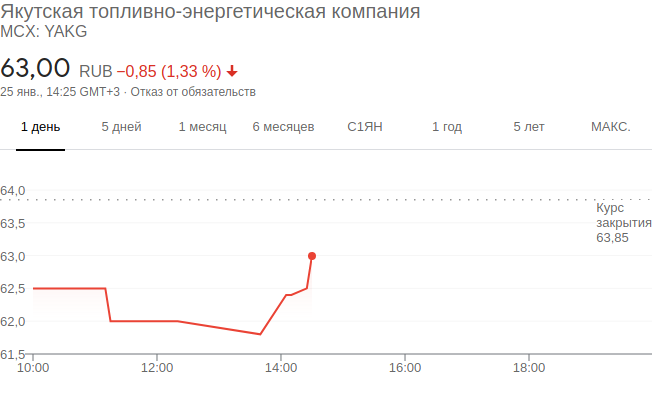 Якутская топливно-энергетическая компания
MCX: YAKG
63,00 RUB −0,85 (1,33 %)
25 янв., 14:25 GMT+3 · Отказ от обязательств
1 день 5 дней 1 месяц 6 месяцев С1ЯН 1 год 5 лет МАКС.
64,0
Курс
закрытия
63,85
63,5
63,0
62,5
62,0
61,5
10:00 12:00 14:00 16:00 18:00